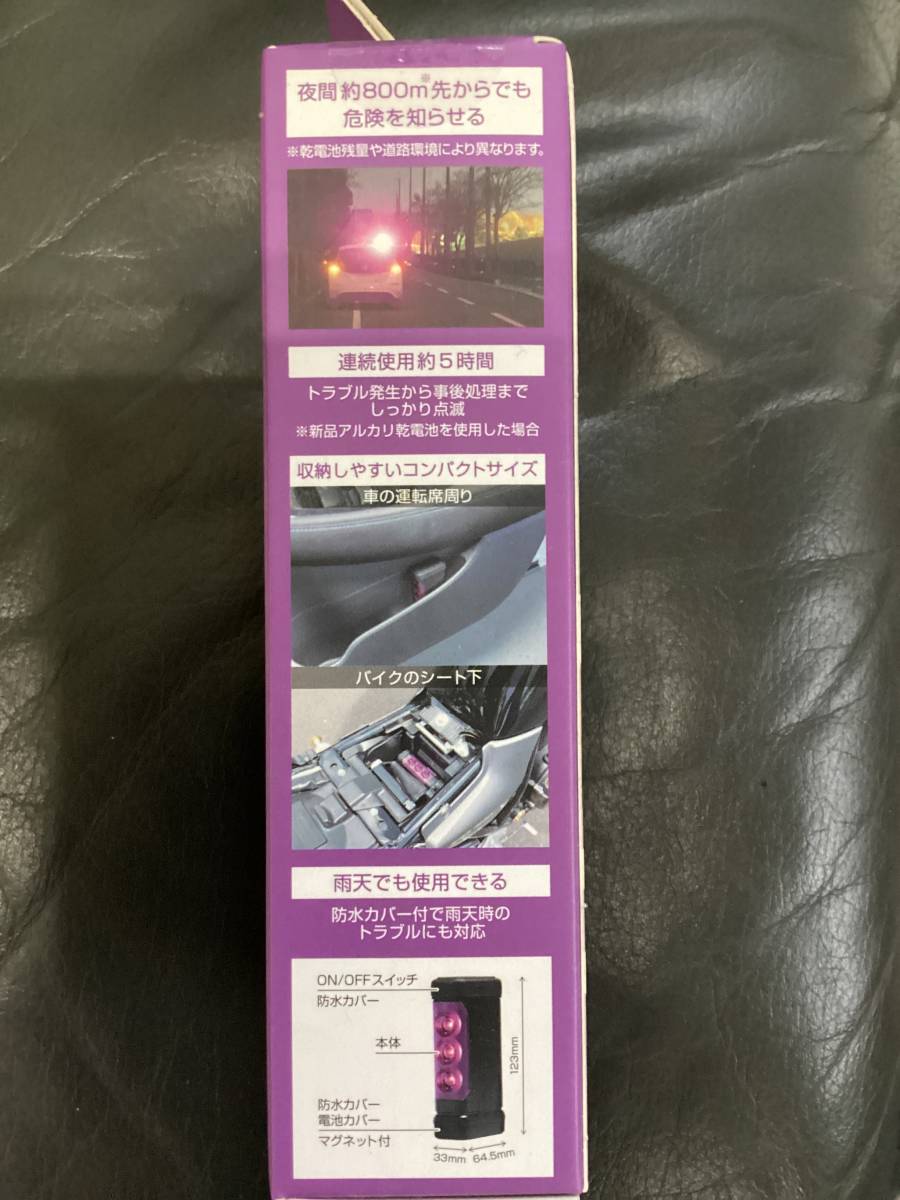 夜間約800m※先からでも
危険を知らせる
※乾電池残量や道路環境により異なります。
連続使用約5時間
トラブル発生から事後処理まで
しっかり点滅
※新品アルカリ乾電池を使用した場合
収納しやすいコンパクトサイズ
車の運転席周り
バイクのシート下
雨天でも使用できる
防水カバー付で雨天時の
トラブルにも対応
ON/OFFスイッチ
防水カバー
本体
防水カバー
電池カバー
マグネット付
123mm
33mm 64.5mm